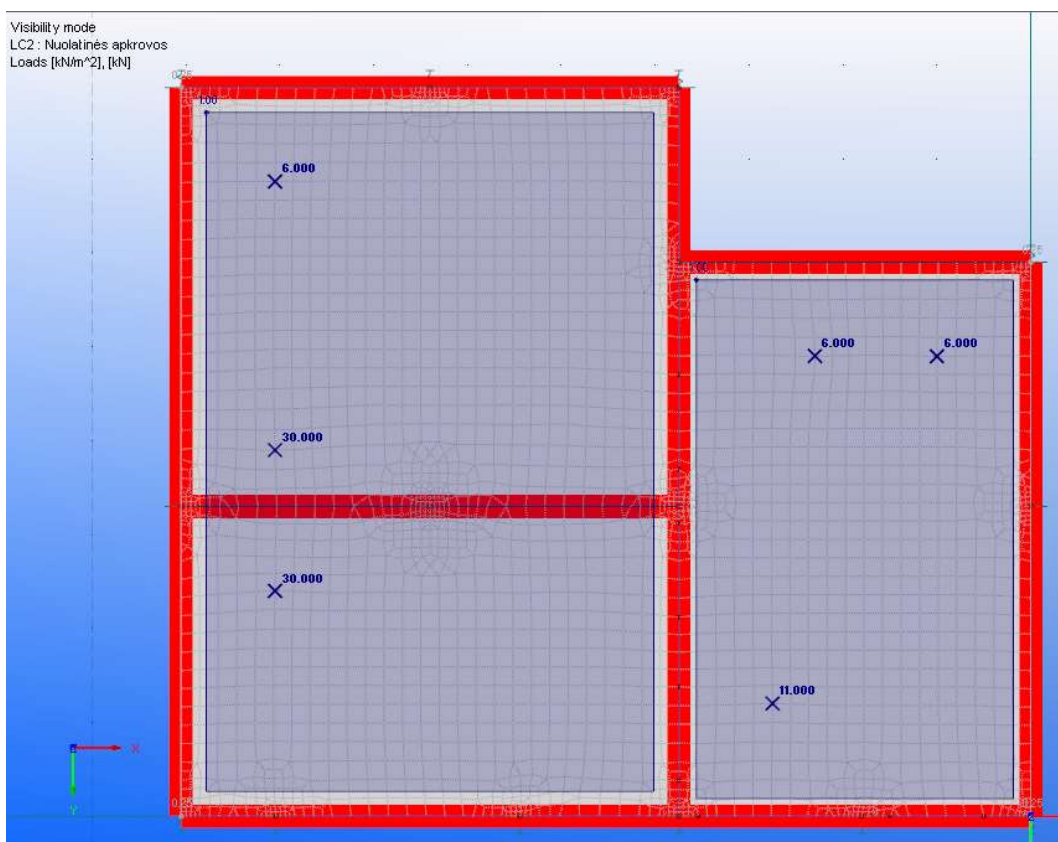 Visibility mode
LC2 : Nuolatinės apkrovos
Loads [kN/m^2], [kN]
1.00
6.000
6.000
6.000
30.000
30.000
11.000
X
Y